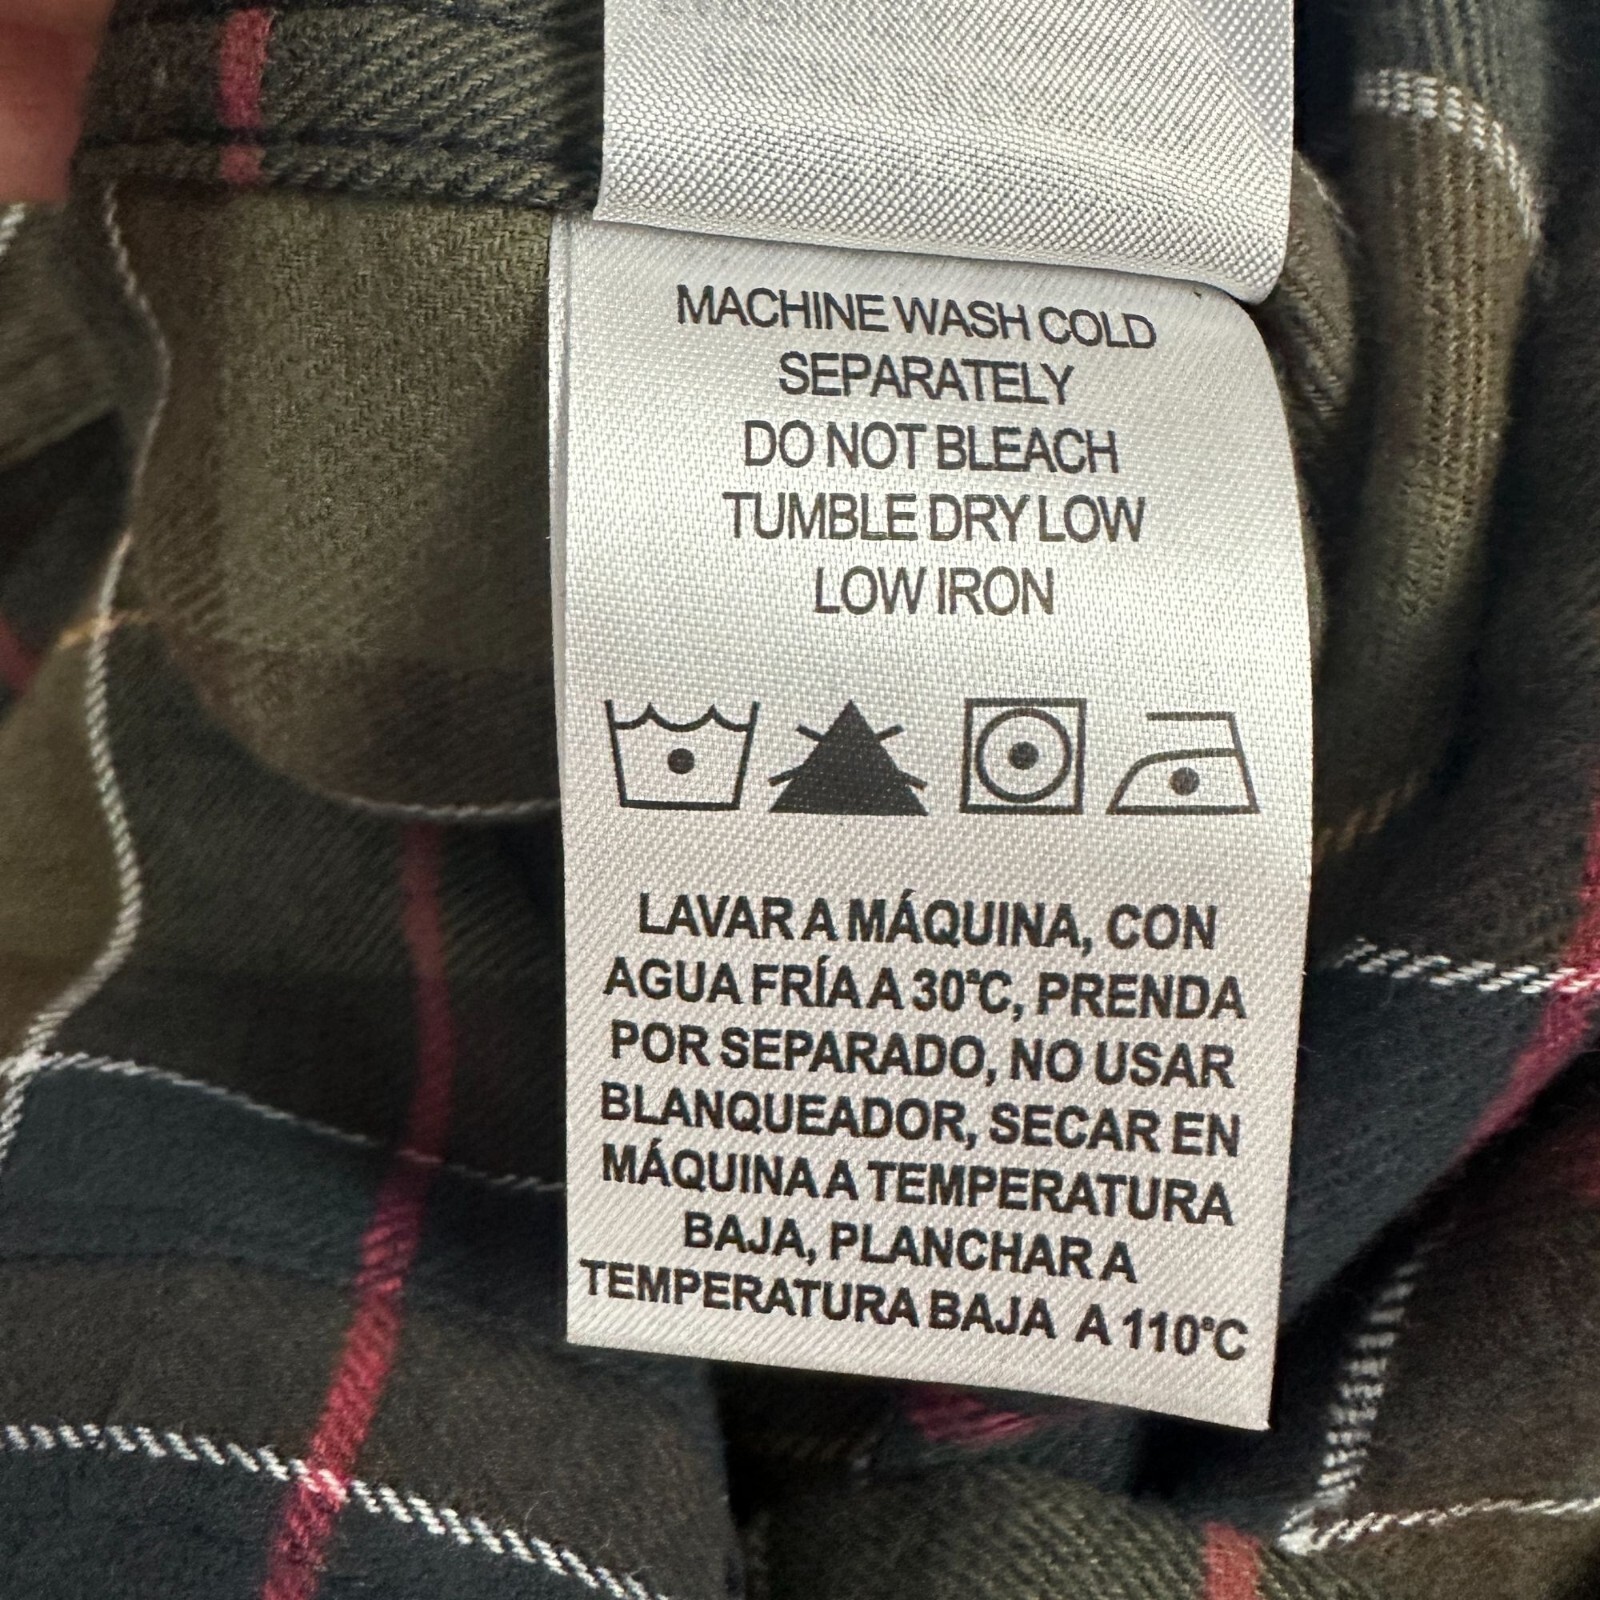 MACHINE WASH COLD
SEPARATELY
DO NOT BLEACH
TUMBLE DRY LOW
LOW IRON
LAVAR A MÁQUINA, CON
AGUA FRÍA A 30°C, PRENDA
POR SEPARADO, NO USAR
BLANQUEADOR, SECAR EN
MÁQUINA A TEMPERATURA
BAJA, PLANCHAR A
TEMPERATURA BAJA A 110°C